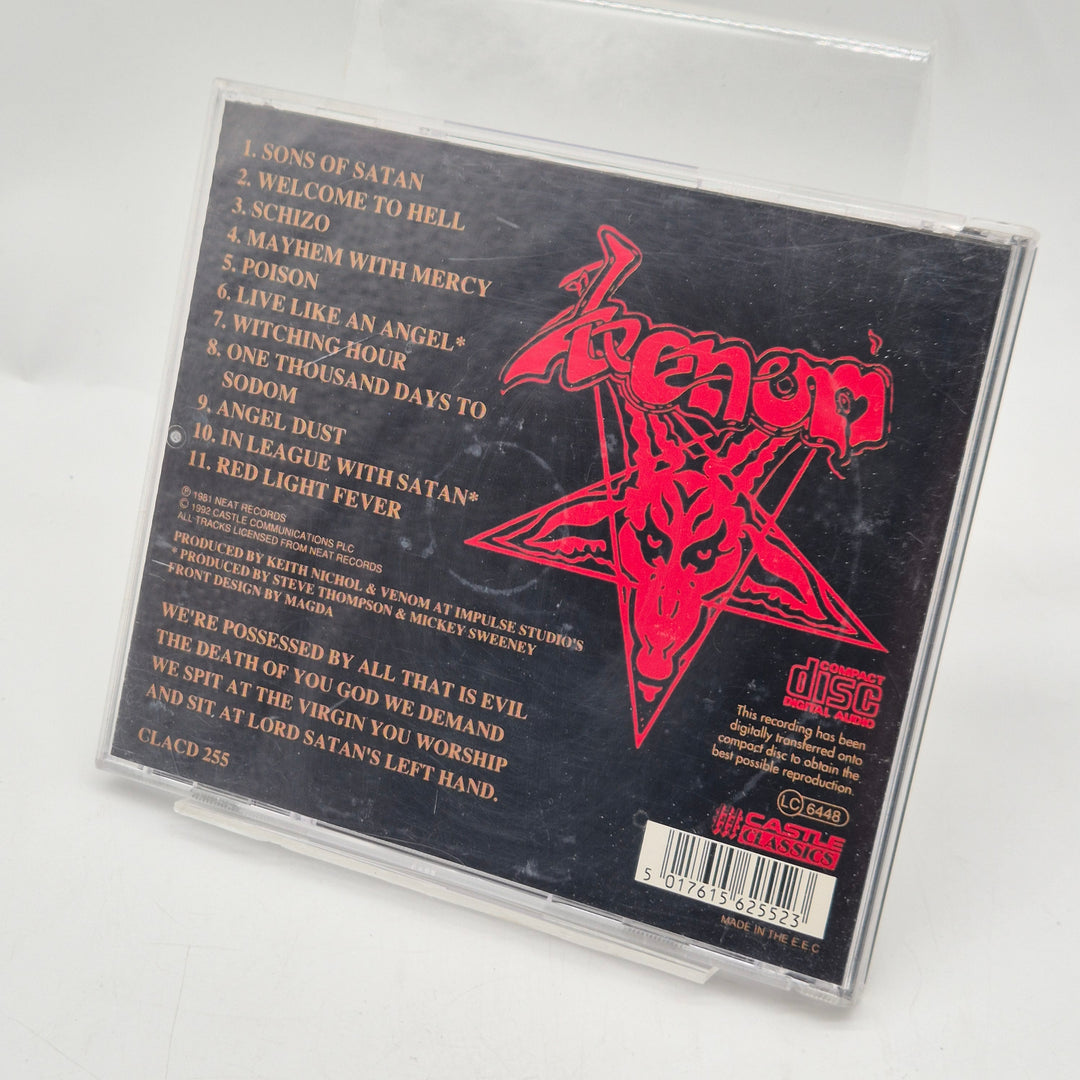 1. SONS OF SATAN
2. WELCOME TO HELL
3. SCHIZO
4. MAYHEM WITH MERCY
5. POISON
6. LIVE LIKE AN ANGEL*
7. WITCHING HOUR
8. ONE THOUSAND DAYS TO
SODOM
9. ANGEL DUST
10. IN LEAGUE WITH SATAN*
11. RED LIGHT FEVER
℗ 1981 NEAT RECORDS
© 1992 CASTLE COMMUNICATIONS PLC
ALL TRACKS LICENSED FROM NEAT RECORDS
PRODUCED BY KEITH NICHOL & VENOM AT IMPULSE STUDIO'S
* PRODUCED BY STEVE THOMPSON & MICKEY SWEENEY
FRONT DESIGN BY MAGDA
WE'RE POSSESSED BY ALL THAT IS EVIL
THE DEATH OF YOU GOD WE DEMAND
WE SPIT AT THE VIRGIN YOU WORSHIP
AND SIT AT LORD SATAN'S LEFT HAND.
CLACD 255
Venom
COMPACT
disc
DIGITAL AUDIO
This recording has been
digitally transferred onto
compact disc to obtain the
best possible reproduction.
LC 6448
CASTLE
CLASSICS
5 017615 625523
MADE IN THE E.E.C